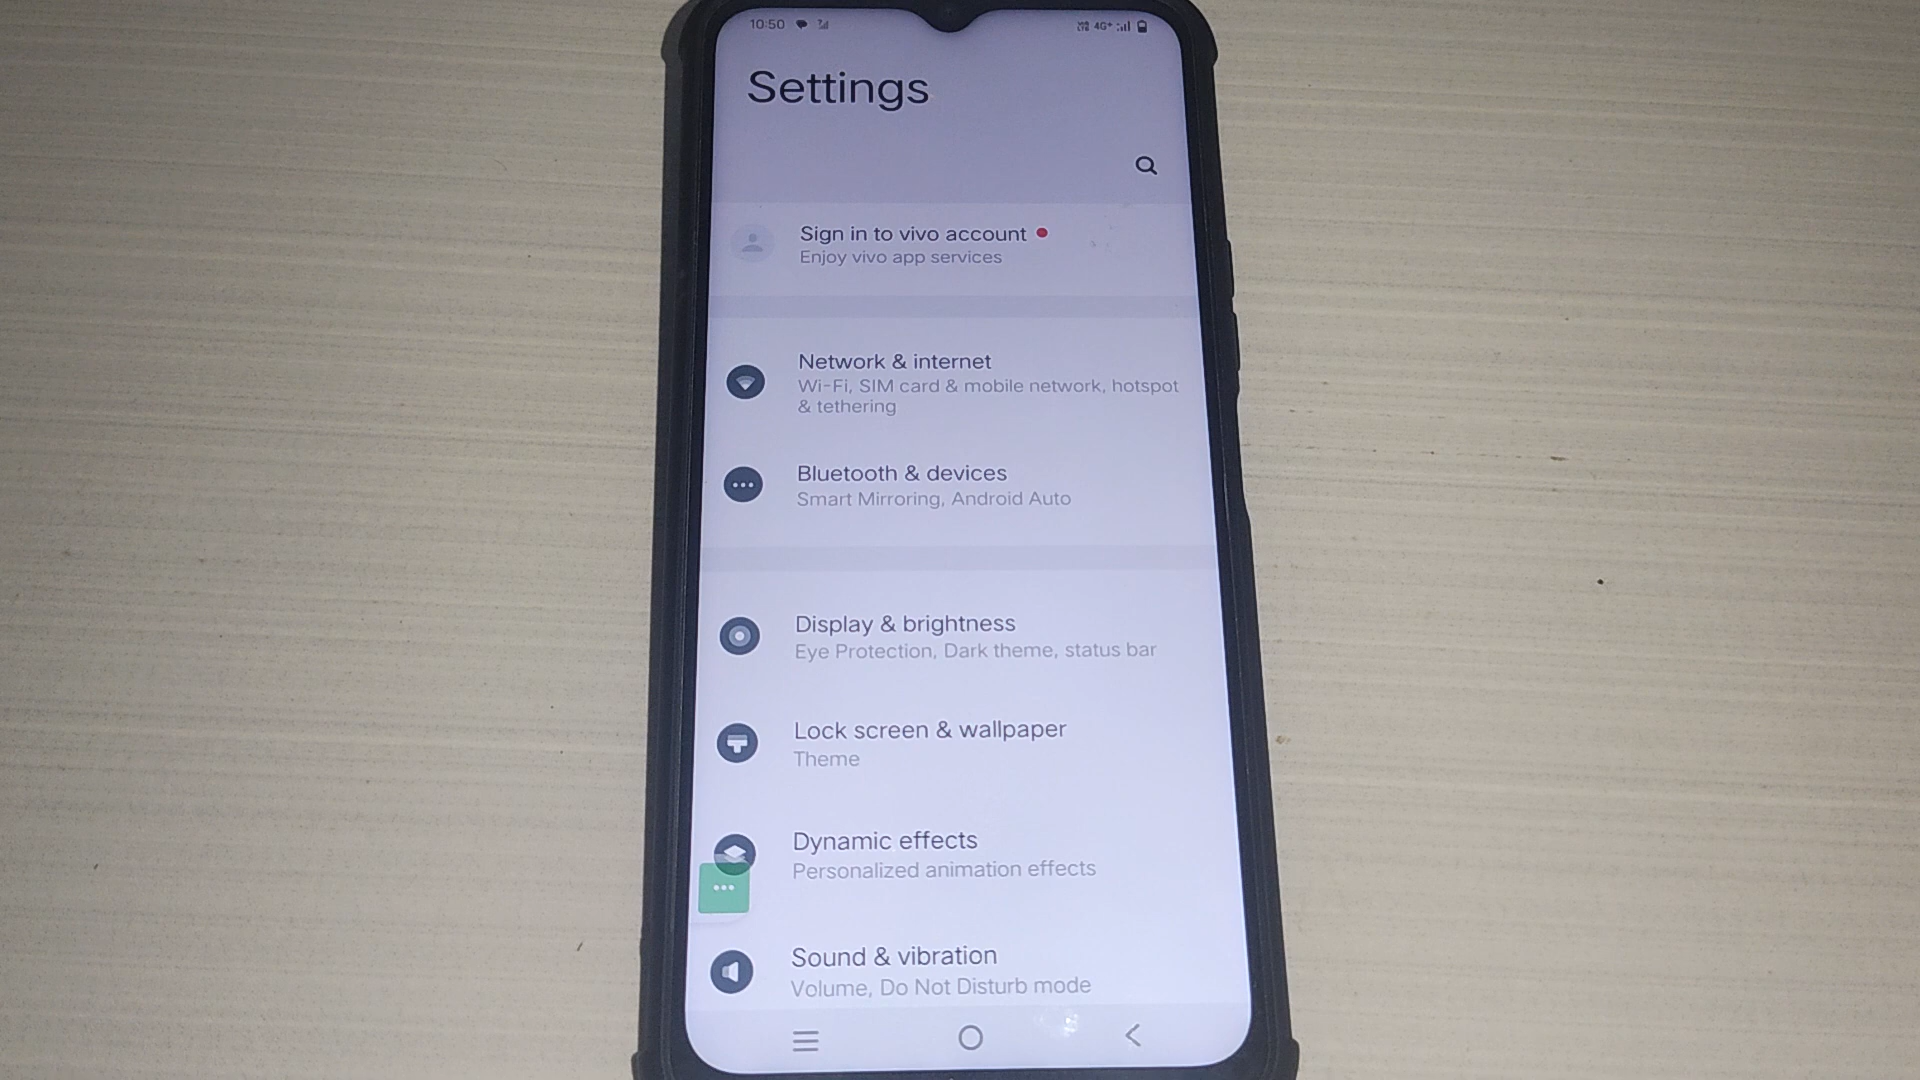 10:50 4G+
Settings
Sign in to vivo account
Enjoy vivo app services
Network & internet
Wi-Fi, SIM card & mobile network, hotspot
& tethering
Bluetooth & devices
Smart Mirroring, Android Auto
Display & brightness
Eye Protection, Dark theme, status bar
Lock screen & wallpaper
Theme
Dynamic effects
Personalized animation effects
Sound & vibration
Volume, Do Not Disturb mode